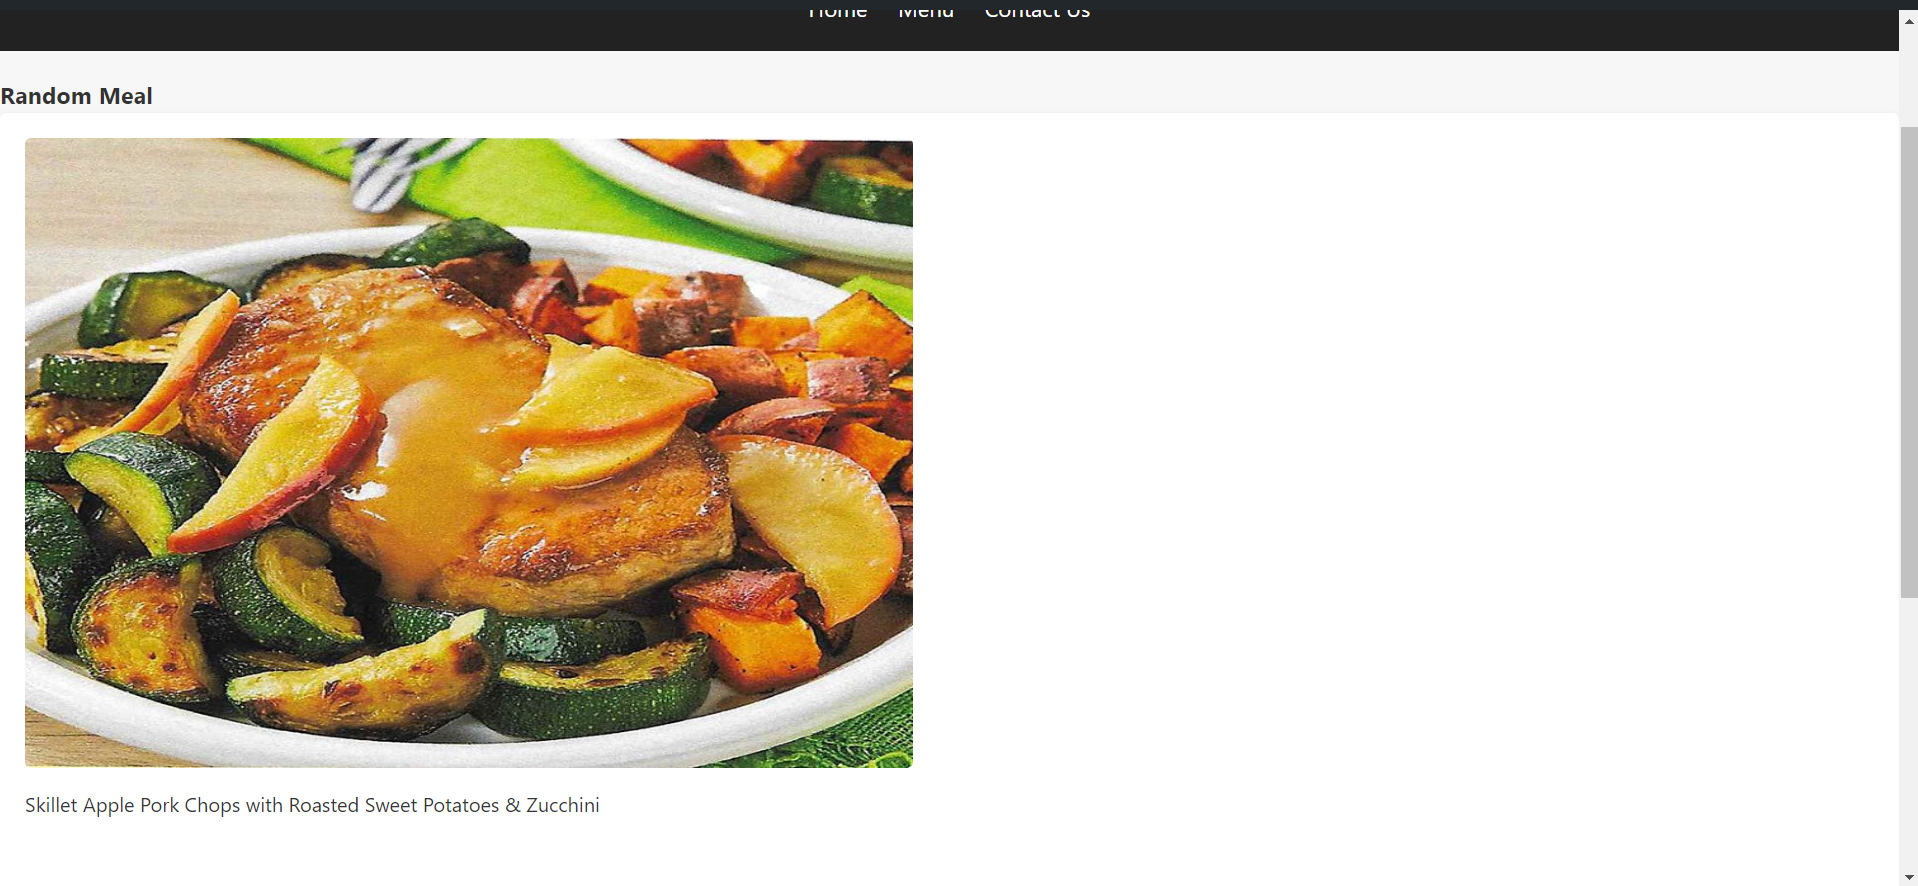 Home Menu Contact Us
Random Meal
Skillet Apple Pork Chops with Roasted Sweet Potatoes & Zucchini